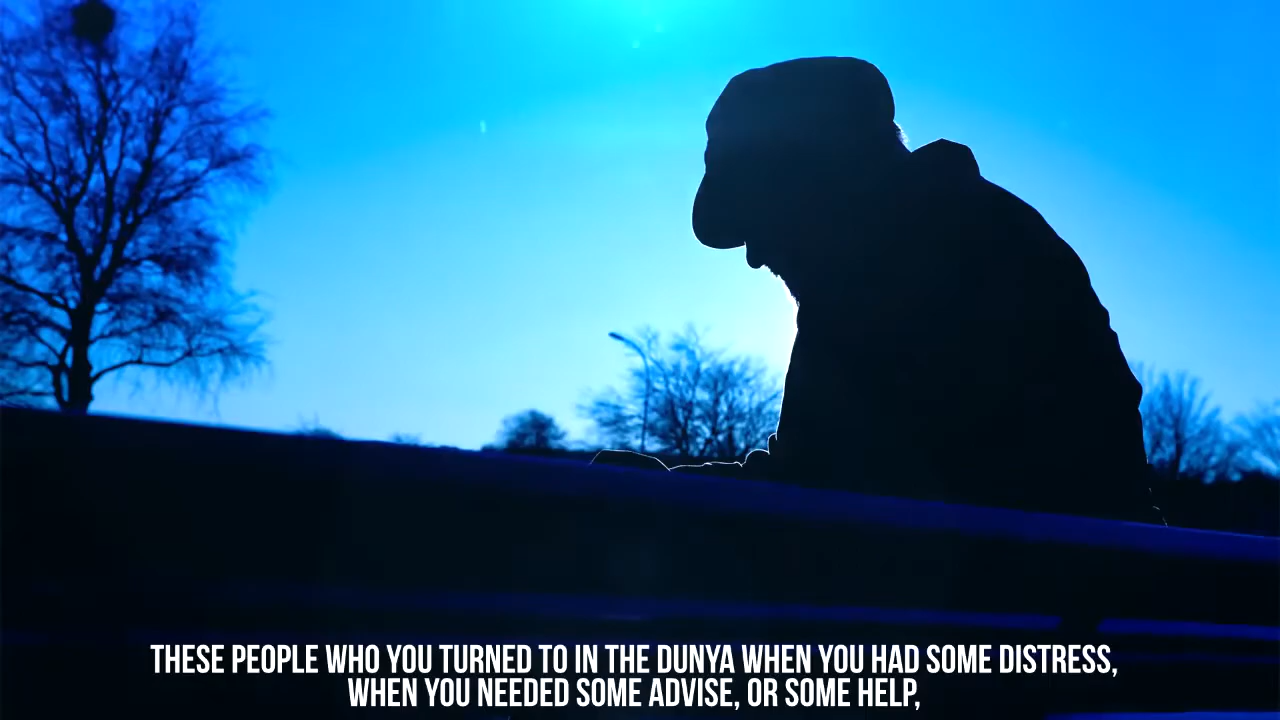 THESE PEOPLE WHO YOU TURNED TO IN THE DUNYA WHEN YOU HAD SOME DISTRESS,
WHEN YOU NEEDED SOME ADVISE, OR SOME HELP,